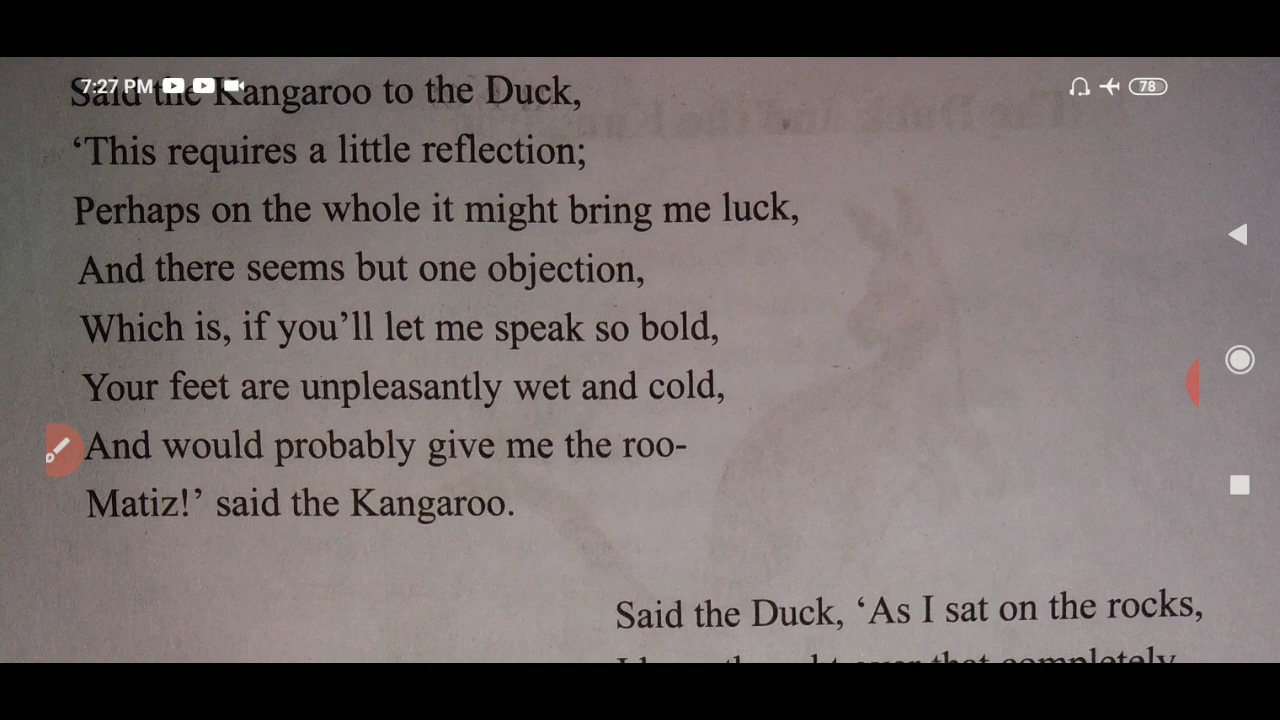 7:27 PM
78
Said the Kangaroo to the Duck,
‘This requires a little reflection;
Perhaps on the whole it might bring me luck,
And there seems but one objection,
Which is, if you’ll let me speak so bold,
Your feet are unpleasantly wet and cold,
And would probably give me the roo-
Matiz!’ said the Kangaroo.
Said the Duck, ‘As I sat on the rocks,
that completely